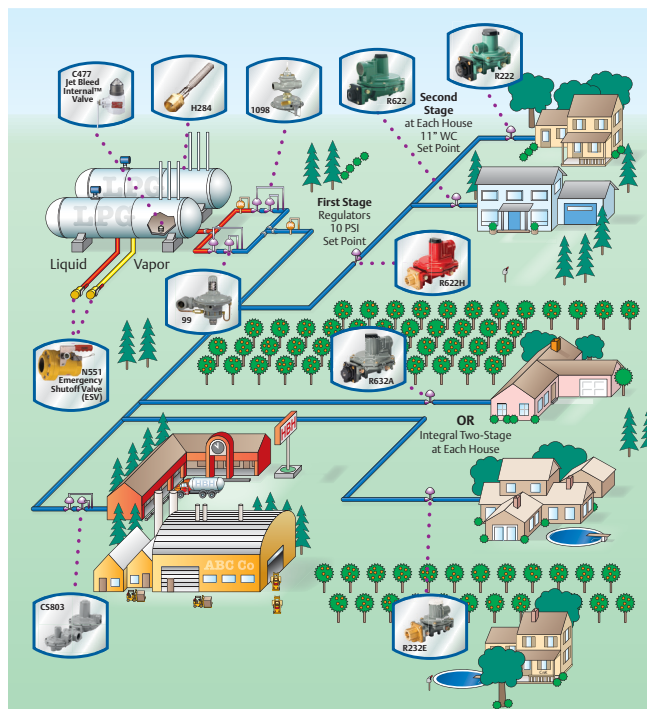 C477
Jet Bleed
Internal™
Valve
H284
1098
R622
R222
Second
Stage
at Each House
11" WC
Set Point
LPG
LPG
First Stage
Regulators
10 PSI
Set Point
Liquid
Vapor
R622H
99
N551
Emergency
Shutoff Valve
(ESV)
R632A
OR
Integral Two-Stage
at Each House
HBH
HBH
ABC Co
CS803
R232E